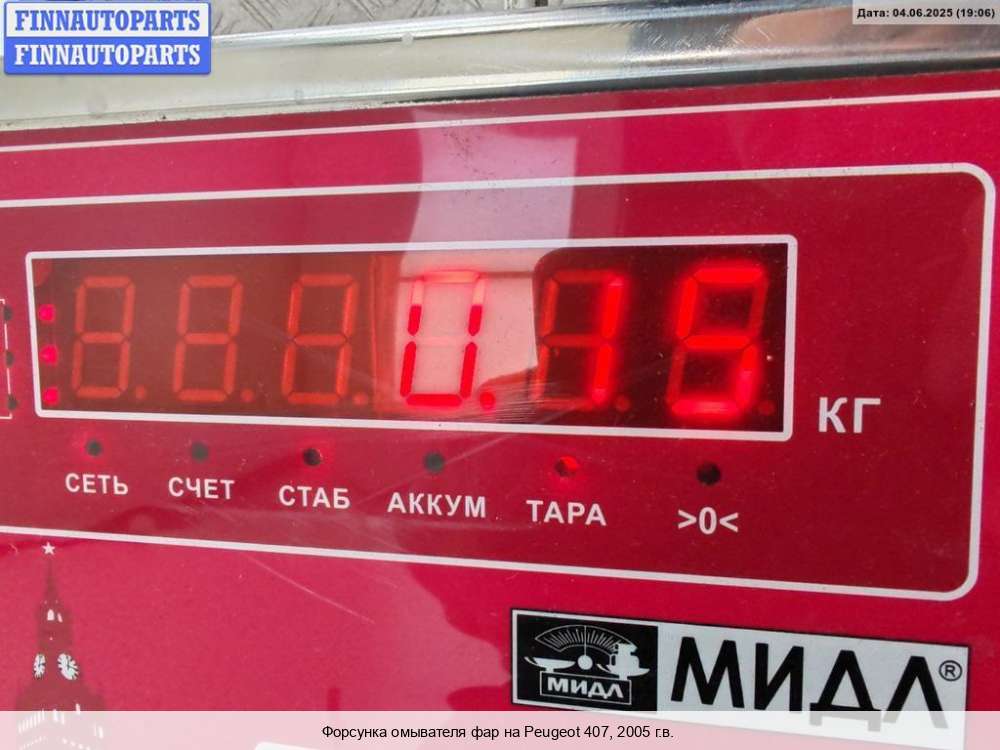 FINNAUTOPARTS
FINNAUTOPARTS
Дата: 04.06.2025 (19:06)
0.15
КГ
СЕТЬ СЧЕТ СТАБ АККУМ ТАРА >0<
МИДЛ
МИДЛ®
Форсунка омывателя фар на Peugeot 407, 2005 г.в.